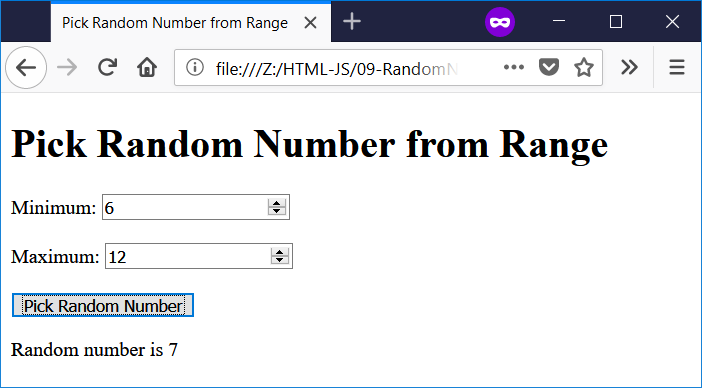 Pick Random Number from Range
file:///Z:/HTML-JS/09-Random
Pick Random Number from Range
Minimum: 6
Maximum: 12
Pick Random Number
Random number is 7